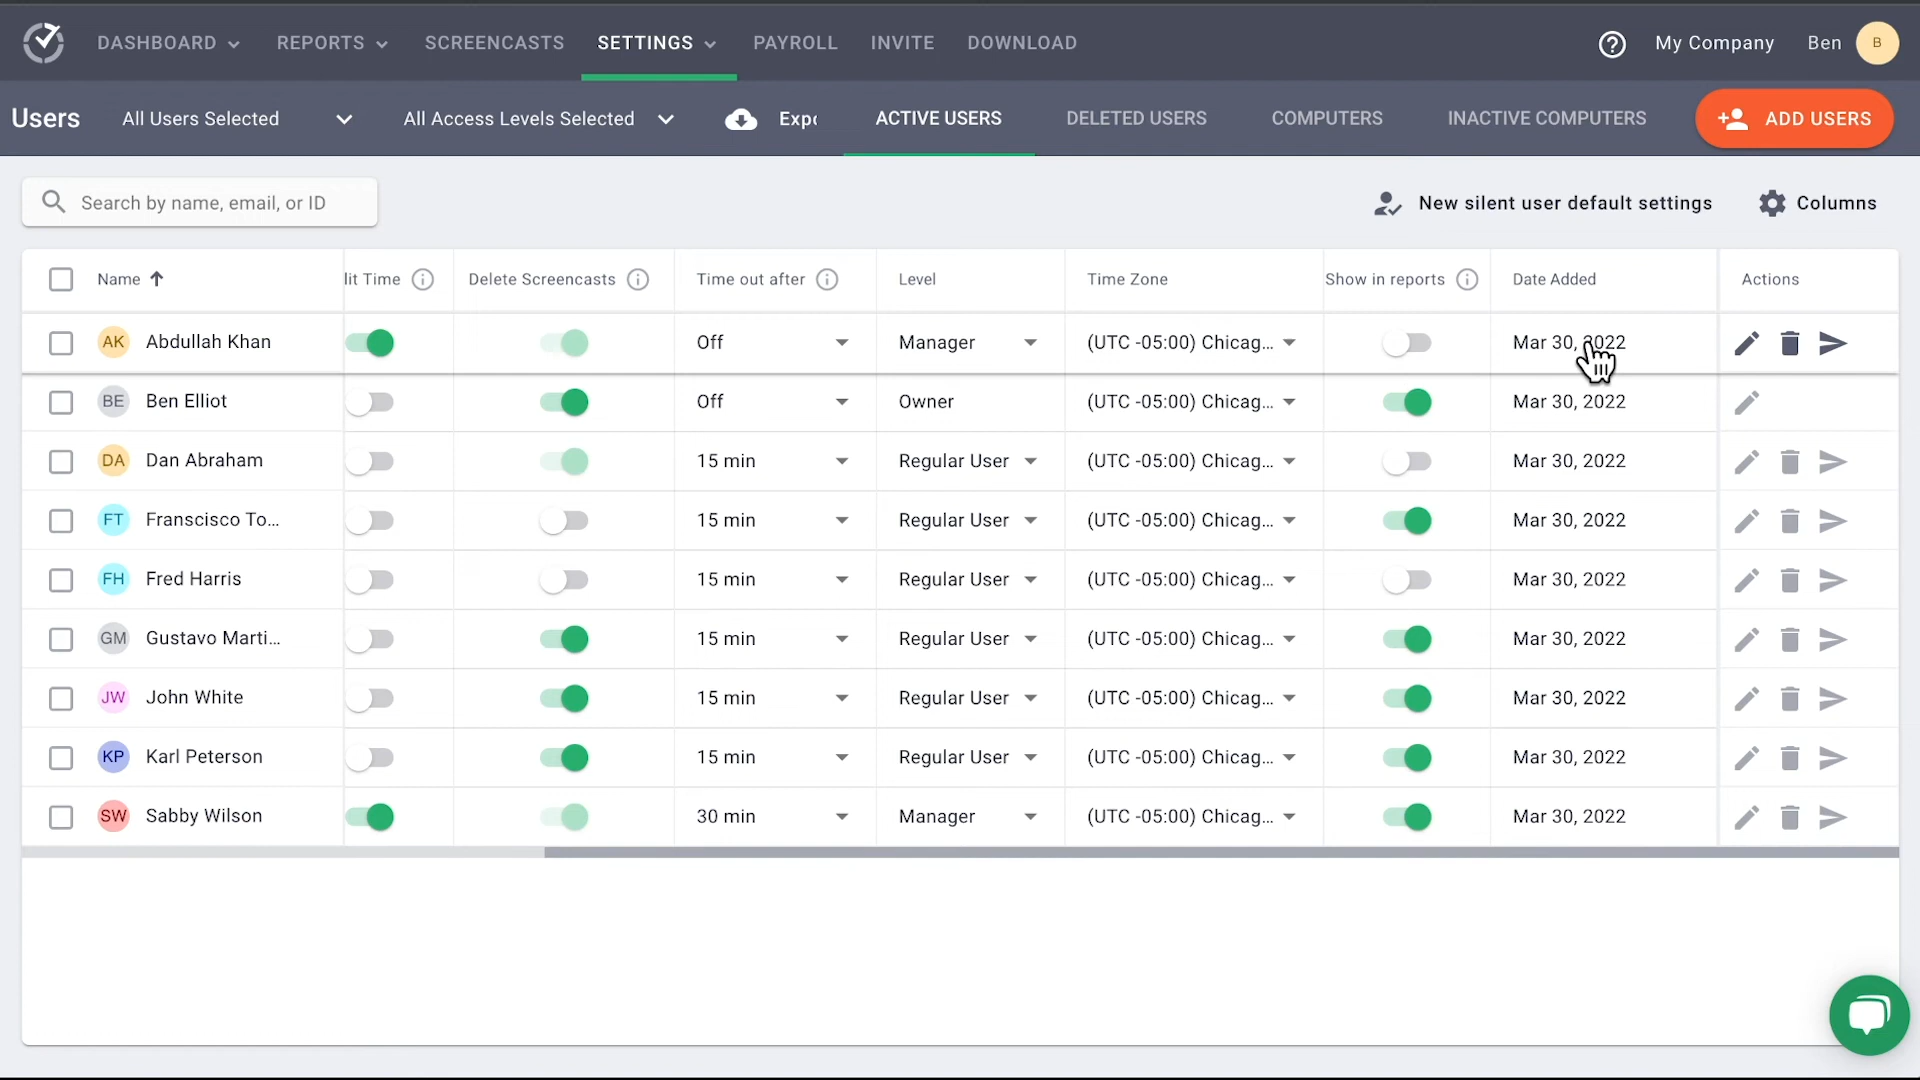 DASHBOARD REPORTS SCREENCASTS SETTINGS PAYROLL INVITE DOWNLOAD My Company Ben B
Users All Users Selected All Access Levels Selected Expo ACTIVE USERS DELETED USERS COMPUTERS INACTIVE COMPUTERS ADD USERS
Search by name, email, or ID New silent user default settings Columns
Name lit Time Delete Screencasts Time out after Level Time Zone Show in reports Date Added Actions
AK Abdullah Khan Off Manager (UTC -05:00) Chicag... Mar 30, 2022
BE Ben Elliot Off Owner (UTC -05:00) Chicag... Mar 30, 2022
DA Dan Abraham 15 min Regular User (UTC -05:00) Chicag... Mar 30, 2022
FT Franscisco To... 15 min Regular User (UTC -05:00) Chicag... Mar 30, 2022
FH Fred Harris 15 min Regular User (UTC -05:00) Chicag... Mar 30, 2022
GM Gustavo Marti... 15 min Regular User (UTC -05:00) Chicag... Mar 30, 2022
JW John White 15 min Regular User (UTC -05:00) Chicag... Mar 30, 2022
KP Karl Peterson 15 min Regular User (UTC -05:00) Chicag... Mar 30, 2022
SW Sabby Wilson 30 min Manager (UTC -05:00) Chicag... Mar 30, 2022